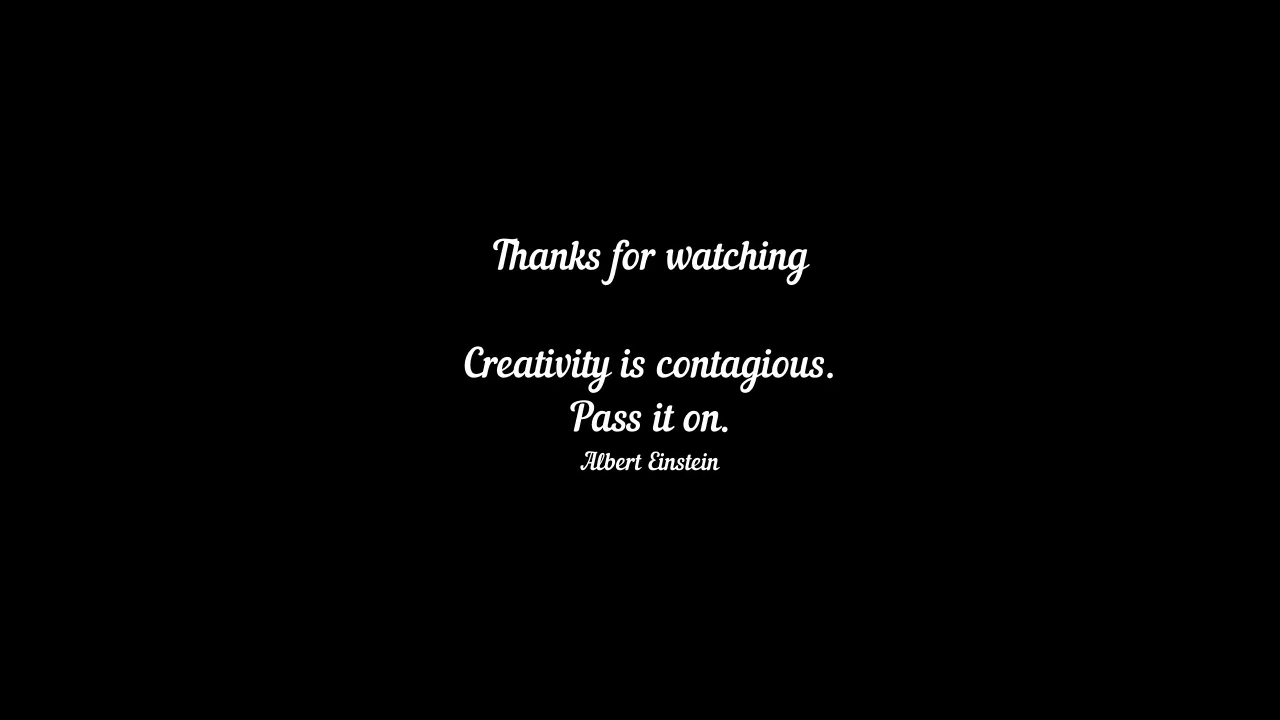 Thanks for watching
Creativity is contagious.
Pass it on.
Albert Einstein